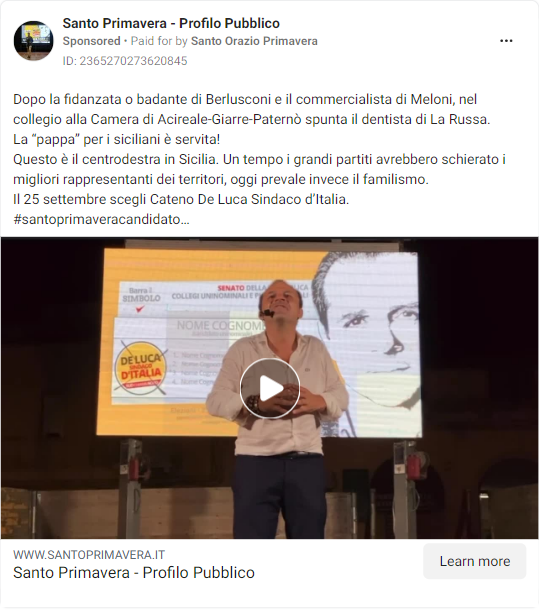 Santo Primavera - Profilo Pubblico
Sponsored • Paid for by Santo Orazio Primavera
ID: 2365270273620845
Dopo la fidanzata o badante di Berlusconi e il commercialista di Meloni, nel
collegio alla Camera di Acireale-Giarre-Paternò spunta il dentista di La Russa.
La “pappa” per i siciliani è servita!
Questo è il centrodestra in Sicilia. Un tempo i grandi partiti avrebbero schierato i
migliori rappresentanti dei territori, oggi prevale invece il familismo.
Il 25 settembre scegli Cateno De Luca Sindaco d’Italia.
#santoprimaveracandidato...
Barra il
SIMBOLO
SENATO DELLA
COLLEGI UNINOMINALI E
NOME COGNOME
DE LUCA
SINDACO
D'ITALIA
WWW.SANTOPRIMAVERA.IT
Santo Primavera - Profilo Pubblico
Learn more